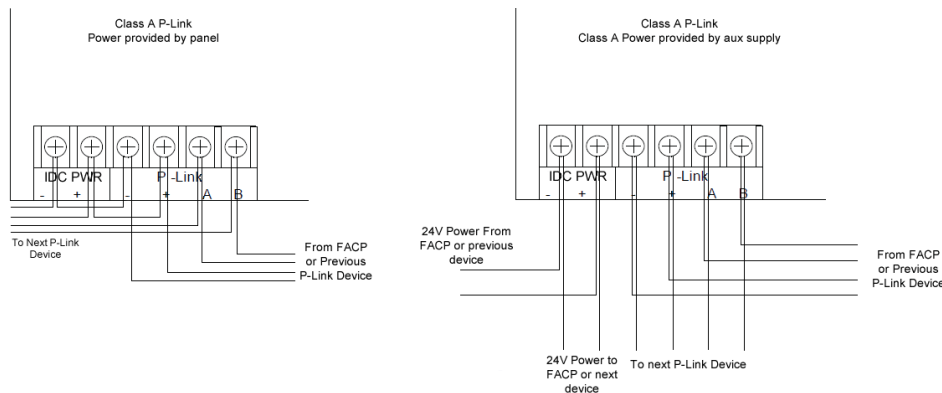 Class A P-Link
Power provided by panel
IDC PWR
P -Link
- + - + A B
To Next P-Link
Device
From FACP
or Previous
P-Link Device
Class A P-Link
Class A Power provided by aux supply
IDC PWR
P -Link
- + - + A B
24V Power From
FACP or previous
device
From FACP
or Previous
P-Link Device
24V Power to
FACP or next
device
To next P-Link Device